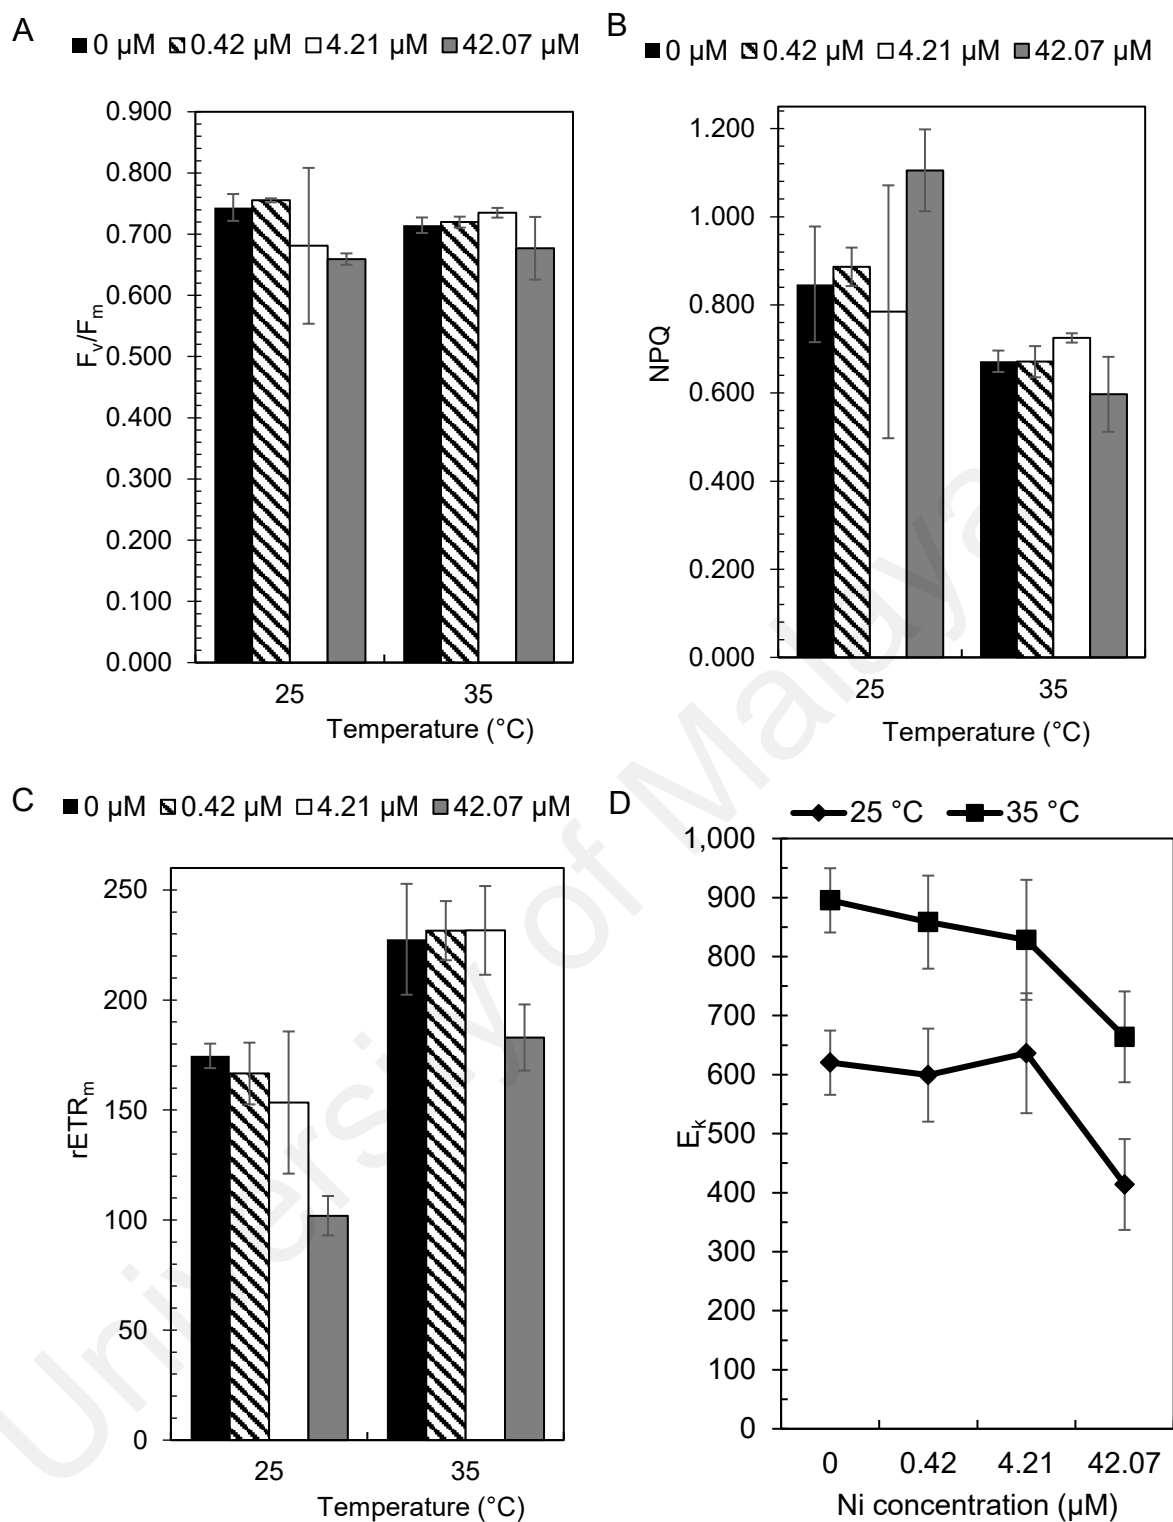 A
0 µM 0.42 µM 4.21 µM 42.07 µM
0.900
0.800
0.700
0.600
0.500
0.400
0.300
0.200
0.100
0.000
Fv/Fm
25 35
Temperature (°C)
B
0 µM 0.42 µM 4.21 µM 42.07 µM
1.200
1.000
0.800
0.600
0.400
0.200
0.000
NPQ
25 35
Temperature (°C)
C
0 µM 0.42 µM 4.21 µM 42.07 µM
250
200
150
100
50
0
rETRm
25 35
Temperature (°C)
D
25 °C 35 °C
1,000
900
800
700
600
500
400
300
200
100
0
Ek
0 0.42 4.21 42.07
Ni concentration (µM)
University of Malaya